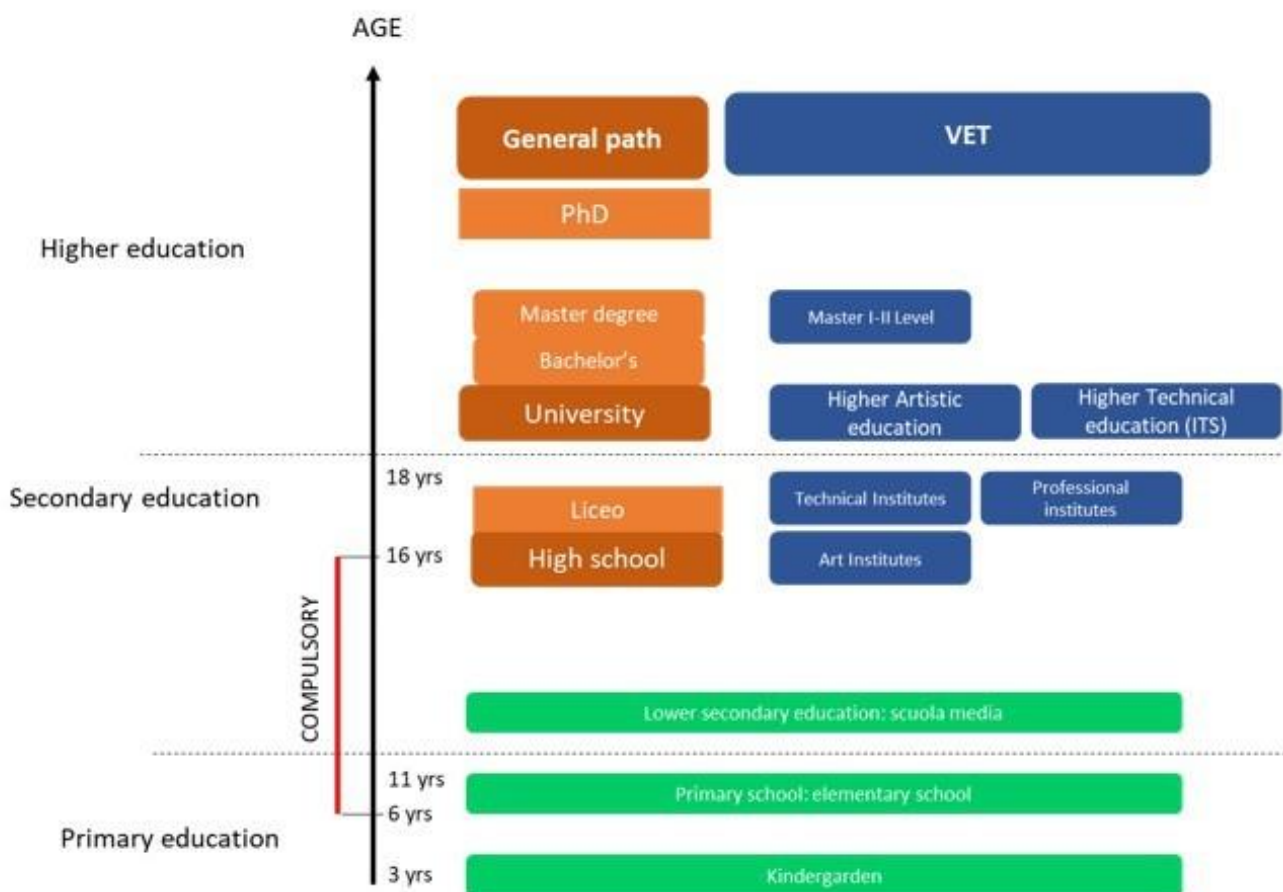 AGE
General path
VET
PhD
Higher education
Master degree
Master I-II Level
Bachelor's
University
Higher Artistic
education
Higher Technical
education (ITS)
18 yrs
Secondary education
Liceo
Technical Institutes
Professional
institutes
16 yrs
High school
Art Institutes
COMPULSORY
Lower secondary education: scuola media
11 yrs
Primary school: elementary school
6 yrs
Primary education
3 yrs
Kindergarden